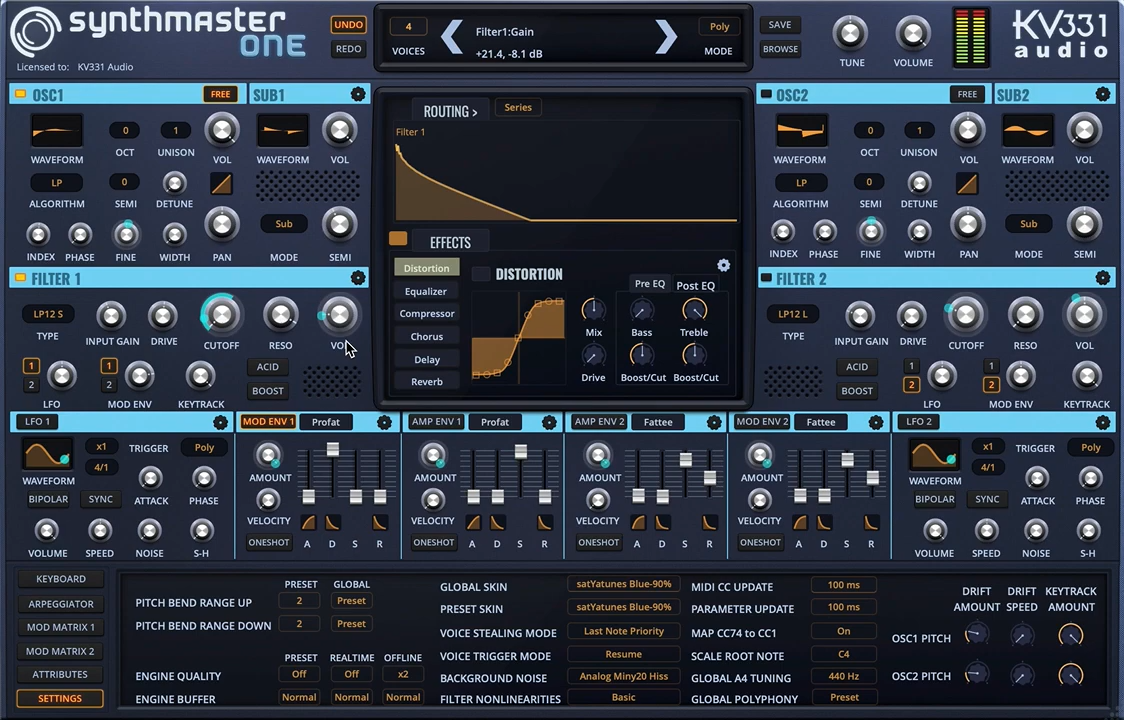 synthmaster
ONE
Licensed to: KV331 Audio
UNDO
REDO
4
VOICES
Filter1:Gain
+21.4, -8.1 dB
Poly
MODE
SAVE
BROWSE
TUNE
VOLUME
KV331
audio
OSC1
FREE
SUB1
WAVEFORM
0
OCT
1
UNISON
VOL
WAVEFORM
VOL
LP
ALGORITHM
0
SEMI
DETUNE
Sub
INDEX
PHASE
FINE
WIDTH
PAN
MODE
SEMI
ROUTING >
Series
Filter 1
OSC2
FREE
SUB2
WAVEFORM
0
OCT
1
UNISON
VOL
WAVEFORM
VOL
LP
ALGORITHM
0
SEMI
DETUNE
Sub
INDEX
PHASE
FINE
WIDTH
PAN
MODE
SEMI
FILTER 1
LP12 S
TYPE
INPUT GAIN
DRIVE
CUTOFF
RESO
VOL
1
2
LFO
1
2
MOD ENV
KEYTRACK
ACID
BOOST
EFFECTS
Distortion
Equalizer
Compressor
Chorus
Delay
Reverb
DISTORTION
Pre EQ
Post EQ
Mix
Bass
Treble
Drive
Boost/Cut
Boost/Cut
FILTER 2
LP12 L
TYPE
INPUT GAIN
DRIVE
CUTOFF
RESO
VOL
ACID
BOOST
1
2
LFO
1
2
MOD ENV
KEYTRACK
LFO 1
x1
4/1
TRIGGER
Poly
WAVEFORM
BIPOLAR
SYNC
ATTACK
PHASE
VOLUME
SPEED
NOISE
S-H
MOD ENV 1
Profat
AMOUNT
VELOCITY
ONESHOT
A
D
S
R
AMP ENV 1
Profat
AMOUNT
VELOCITY
ONESHOT
A
D
S
R
AMP ENV 2
Fattee
AMOUNT
VELOCITY
ONESHOT
A
D
S
R
MOD ENV 2
Fattee
AMOUNT
VELOCITY
ONESHOT
A
D
S
R
LFO 2
x1
4/1
TRIGGER
Poly
WAVEFORM
BIPOLAR
SYNC
ATTACK
PHASE
VOLUME
SPEED
NOISE
S-H
KEYBOARD
ARPEGGIATOR
MOD MATRIX 1
MOD MATRIX 2
ATTRIBUTES
SETTINGS
PRESET GLOBAL
PITCH BEND RANGE UP 2 Preset
PITCH BEND RANGE DOWN 2 Preset
PRESET REALTIME OFFLINE
ENGINE QUALITY Off Off x2
ENGINE BUFFER Normal Normal Normal
GLOBAL SKIN satYatunes Blue-90%
PRESET SKIN satYatunes Blue-90%
VOICE STEALING MODE Last Note Priority
VOICE TRIGGER MODE Resume
BACKGROUND NOISE Analog Miny20 Hiss
FILTER NONLINEARITIES Basic
MIDI CC UPDATE 100 ms
PARAMETER UPDATE 100 ms
MAP CC74 to CC1 On
SCALE ROOT NOTE C4
GLOBAL A4 TUNING 440 Hz
GLOBAL POLYPHONY Preset
DRIFT AMOUNT
DRIFT SPEED
KEYTRACK AMOUNT
OSC1 PITCH
OSC2 PITCH